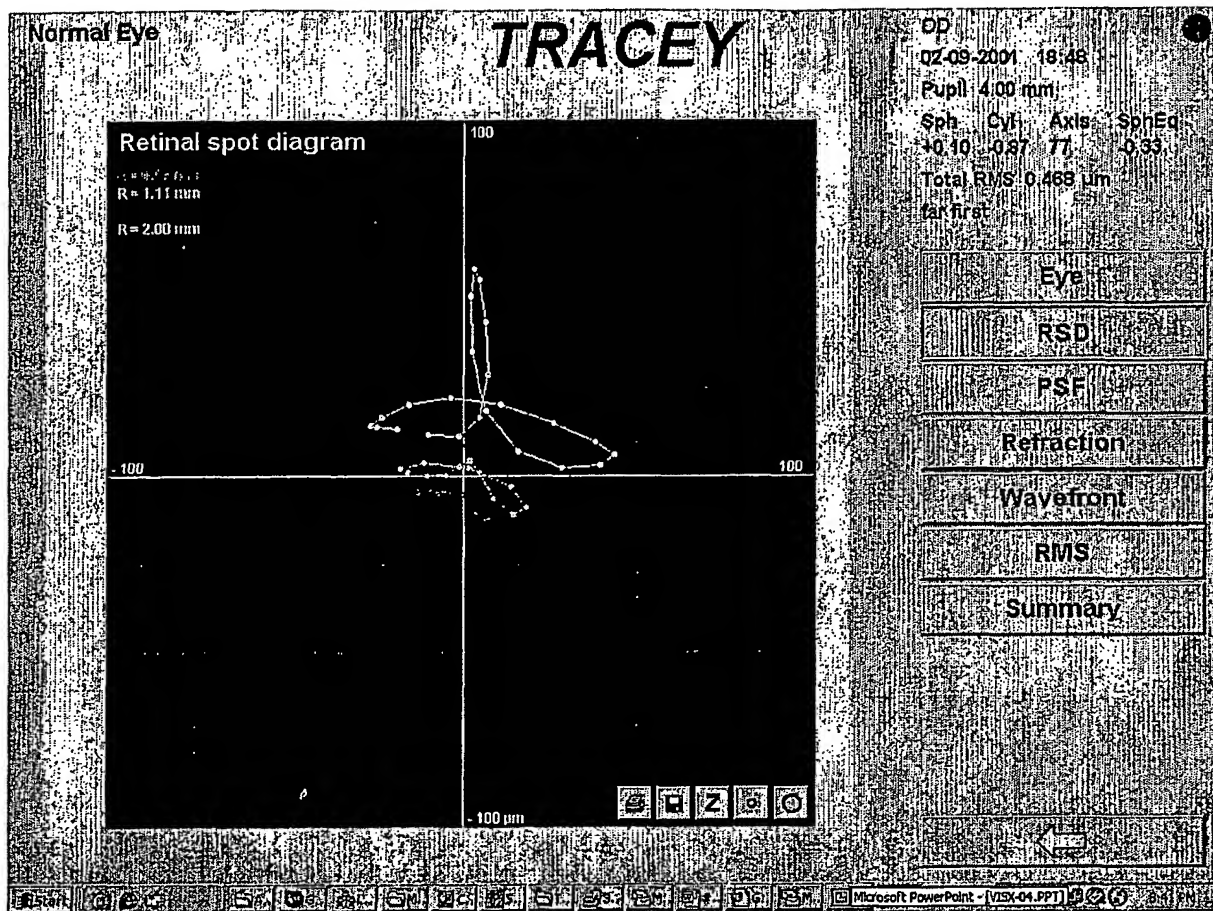 Normal Eye
TRACEY
OD
02-09-2001 18:48
Pupil 4.00 mm
Sph Cyl Axis SphEq
+0.10 -0.87 77 -0.33
Total RMS 0.468 µm
far first
Retinal spot diagram
R = 1.11 mm
R = 2.00 mm
100
-100
100
-100 µm
Z
Eye
RSD
PSF
Refraction
Wavefront
RMS
Summary
Start
Microsoft PowerPoint - [VISX-04.PPT]